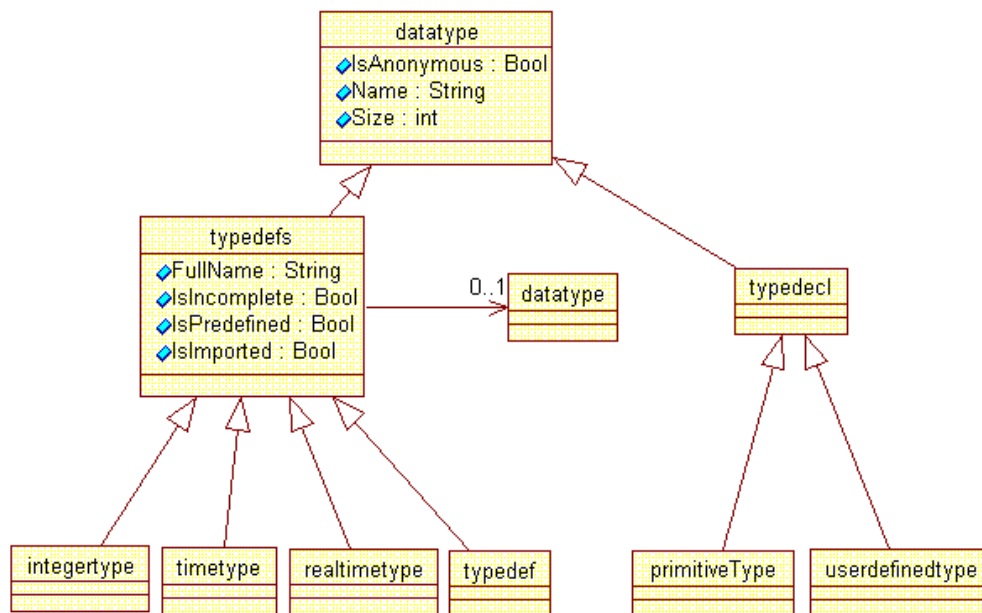 datatype
IsAnonymous : Bool
Name : String
Size : int
typedefs
FullName : String
IsIncomplete : Bool
IsPredefined : Bool
IsImported : Bool
0..1
datatype
typedecl
integertype
timetype
realtimetype
typedef
primitiveType
userdefinedtype